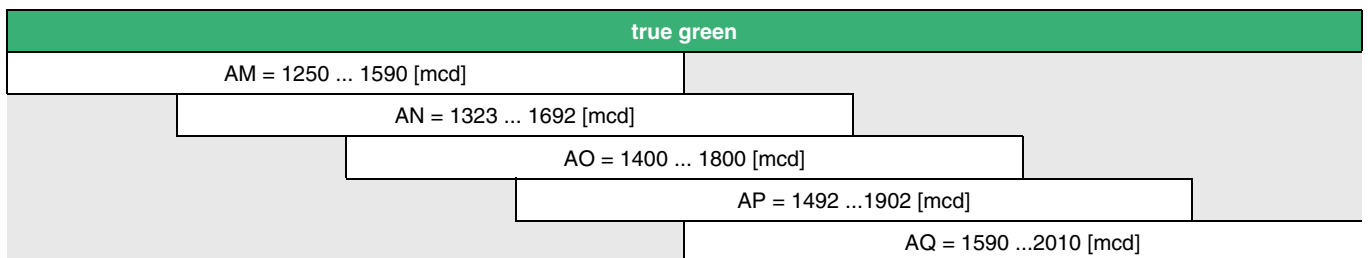 true green
AM = 1250 ... 1590 [mcd]
AN = 1323 ... 1692 [mcd]
AO = 1400 ... 1800 [mcd]
AP = 1492 ...1902 [mcd]
AQ = 1590 ...2010 [mcd]